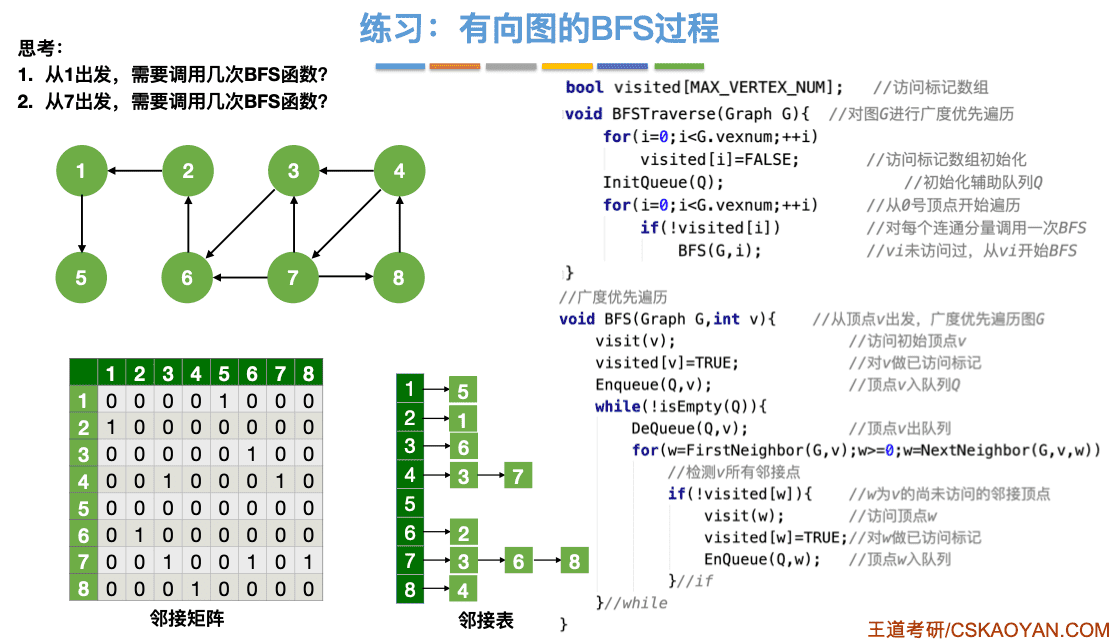 练习：有向图的BFS过程
思考：
1. 从1出发，需要调用几次BFS函数？
2. 从7出发，需要调用几次BFS函数？
1 2 3 4
5 6 7 8
1 2 3 4 5 6 7 8
1 0 0 0 0 1 0 0 0
2 1 0 0 0 0 0 0 0
3 0 0 0 0 0 1 0 0
4 0 0 1 0 0 0 1 0
5 0 0 0 0 0 0 0 0
6 0 1 0 0 0 0 0 0
7 0 0 1 0 0 1 0 1
8 0 0 0 1 0 0 0 0
邻接矩阵
1 5
2 1
3 6
4 3 7
5
6 2
7 3 6 8
8 4
邻接表
bool visited[MAX_VERTEX_NUM]; //访问标记数组
void BFSTraverse(Graph G){ //对图G进行广度优先遍历
for(i=0;i<G.vexnum;++i)
visited[i]=FALSE; //访问标记数组初始化
InitQueue(Q); //初始化辅助队列Q
for(i=0;i<G.vexnum;++i) //从0号顶点开始遍历
if(!visited[i]) //对每个连通分量调用一次BFS
BFS(G,i); //vi未访问过，从vi开始BFS
}
//广度优先遍历
void BFS(Graph G,int v){ //从顶点v出发，广度优先遍历图G
visit(v); //访问初始顶点v
visited[v]=TRUE; //对v做已访问标记
Enqueue(Q,v); //顶点v入队列Q
while(!isEmpty(Q)){
DeQueue(Q,v); //顶点v出队列
for(w=FirstNeighbor(G,v);w>=0;w=NextNeighbor(G,v,w))
//检测v所有邻接点
if(!visited[w]){ //w为v的尚未访问的邻接顶点
visit(w); //访问顶点w
visited[w]=TRUE;//对w做已访问标记
EnQueue(Q,w); //顶点w入队列
}//if
}//while
}
王道考研/CSKAOYAN.COM